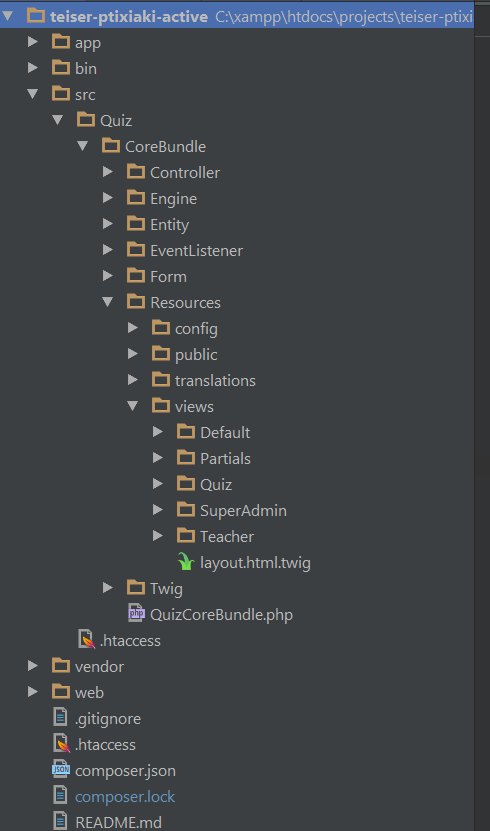 teiser-ptixiaki-active C:\xampp\htdocs\projects\teiser-ptixi
app
bin
src
Quiz
CoreBundle
Controller
Engine
Entity
EventListener
Form
Resources
config
public
translations
views
Default
Partials
Quiz
SuperAdmin
Teacher
layout.html.twig
Twig
php QuizCoreBundle.php
.htaccess
vendor
web
.gitignore
.htaccess
JSON composer.json
composer.lock
README.md